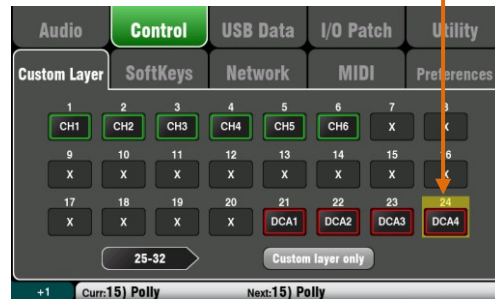 Audio Control USB Data I/O Patch Utility
Custom Layer SoftKeys Network MIDI Preferences
1 2 3 4 5 6 7 8
CH1 CH2 CH3 CH4 CH5 CH6 X X
9 10 11 12 13 14 15 16
X X X X X X X X
17 18 19 20 21 22 23 24
X X X X DCA1 DCA2 DCA3 DCA4
25-32 Custom layer only
+1 Curr:15) Polly Next:15) Polly